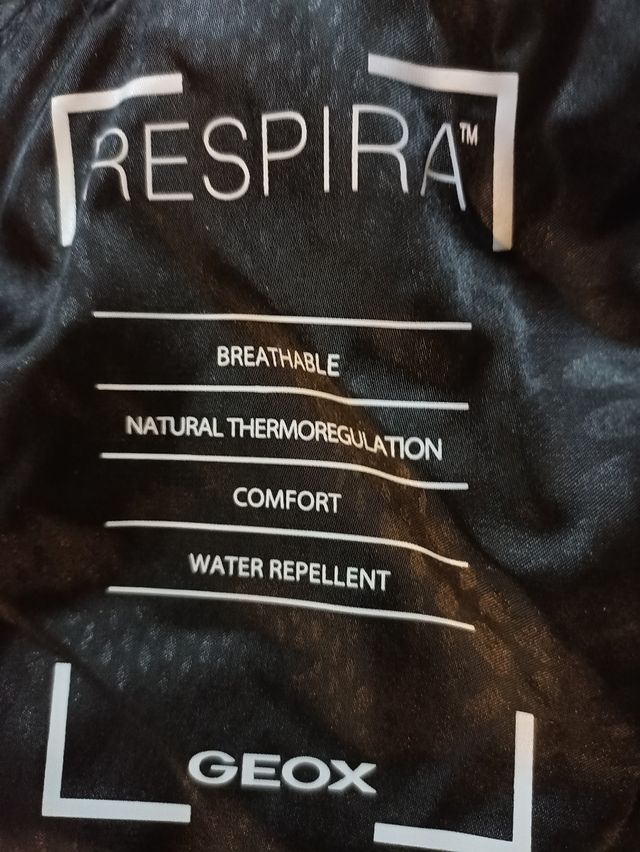 RESPIRA™
BREATHABLE
NATURAL THERMOREGULATION
COMFORT
WATER REPELLENT
GEOX